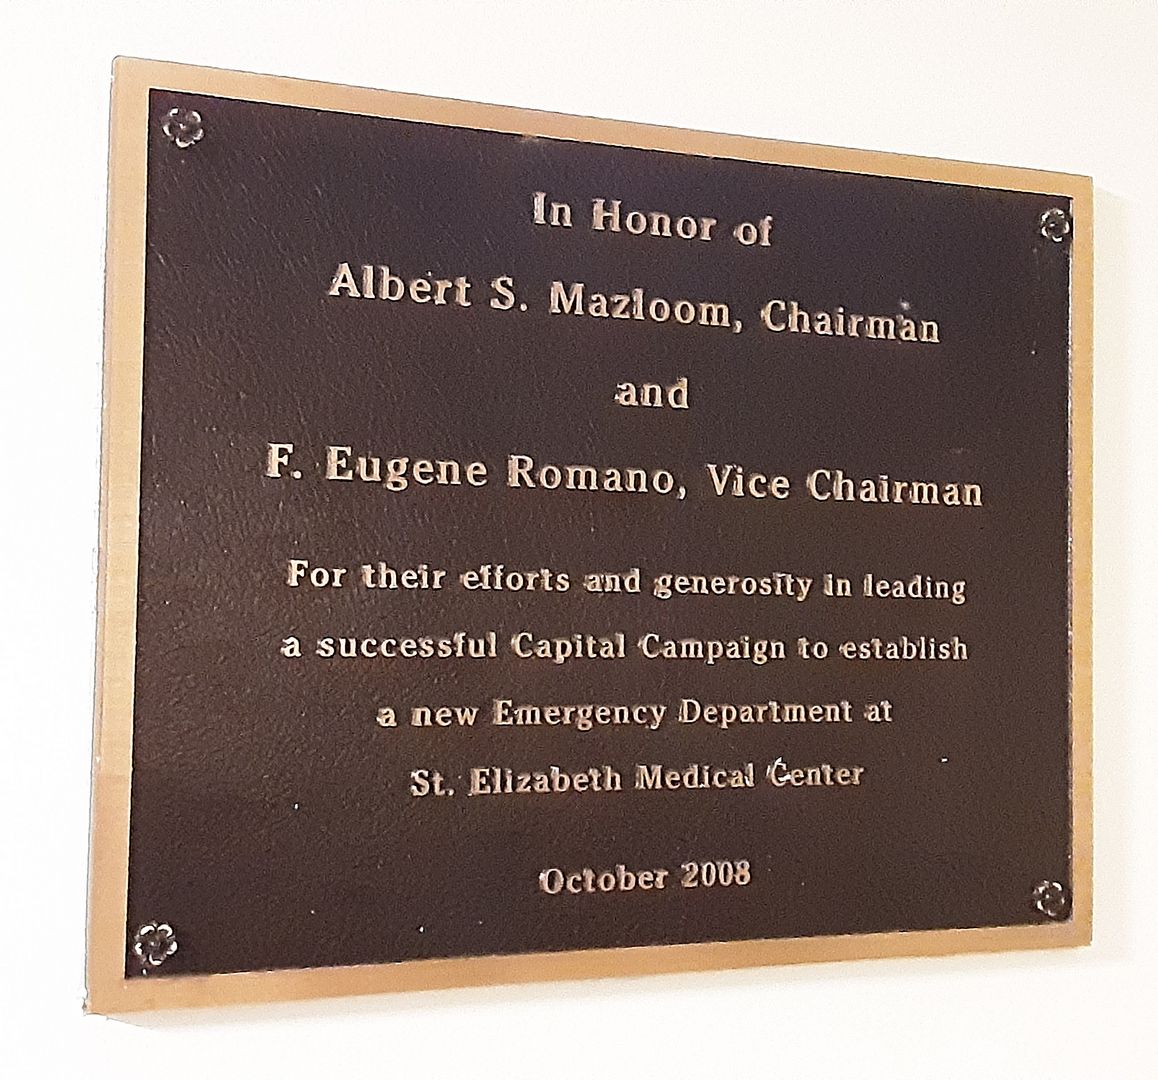 In Honor of
Albert S. Mazloom, Chairman
and
F. Eugene Romano, Vice Chairman
For their efforts and generosity in leading
a successful Capital Campaign to establish
a new Emergency Department at
St. Elizabeth Medical Center
October 2008